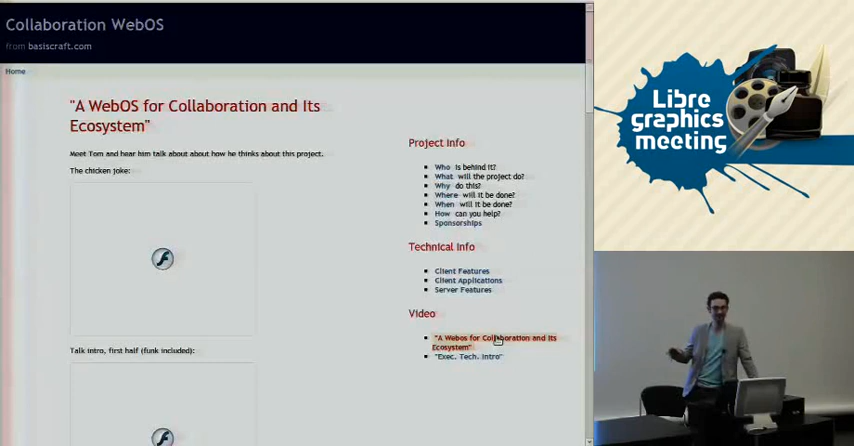 Collaboration WebOS
from basiscraft.com
Home
"A WebOS for Collaboration and Its
Ecosystem"
Meet Tom and hear him talk about about how he thinks about this project.
The chicken joke:
Talk intro, first half (funk included):
Project Info
Who is behind it?
What will the project do?
Why do this?
Where will it be done?
When will it be done?
How can you help?
Sponsorships
Technical Info
Client Features
Client Applications
Server Features
Video
"A Webos for Collaboration and Its
Ecosystem"
"Exec. Tech. Intro"
Libre
graphics
meeting